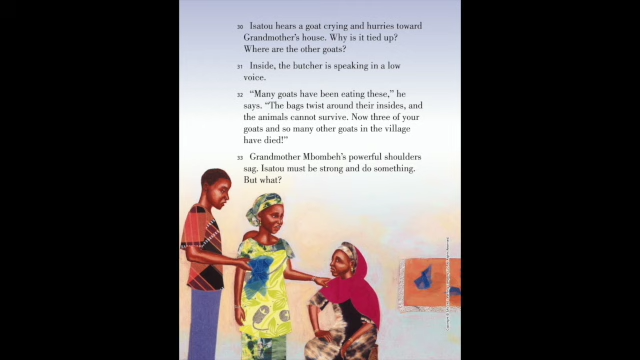 30 Isatou hears a goat crying and hurries toward
Grandmother's house. Why is it tied up?
Where are the other goats?
31 Inside, the butcher is speaking in a low
voice.
32 "Many goats have been eating these," he
says. "The bags twist around their insides, and
the animals cannot survive. Now three of your
goats and so many other goats in the village
have died!"
33 Grandmother Mbombeh's powerful shoulders
sag. Isatou must be strong and do something.
But what?